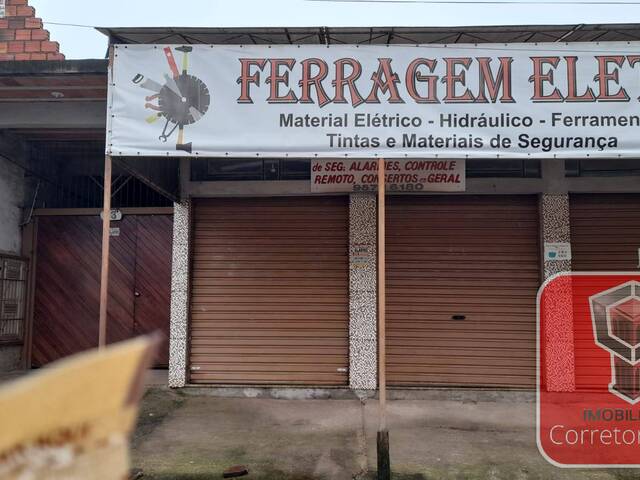 FERRAGEM ELET
Material Elétrico - Hidráulico - Ferramen
Tintas e Materiais de Segurança
de SEG: ALARMES, CONTROLE
REMOTO, CONSERTOS em GERAL
IMOBILI
Corretor